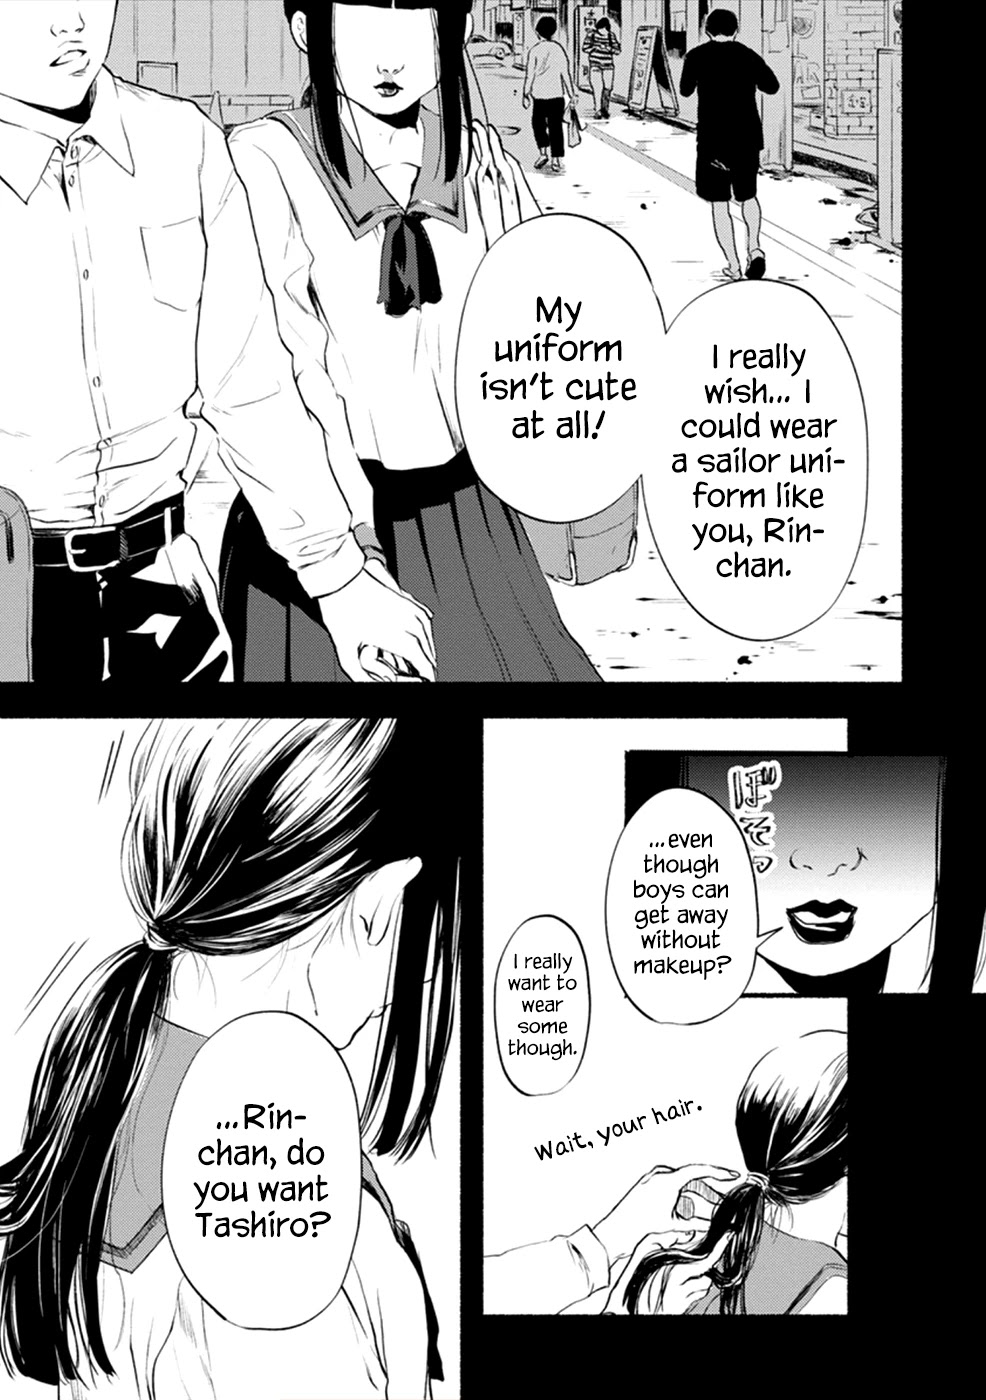 I really
wish... I
could wear
a sailor uni-
form like
you, Rin-
chan.
My
uniform
isn't cute
at all!
ぼそっ
...even
though
boys can
get away
without
makeup?
I really
want to
wear
some
though.
Wait, your hair.
...Rin-
chan, do
you want
Tashiro?